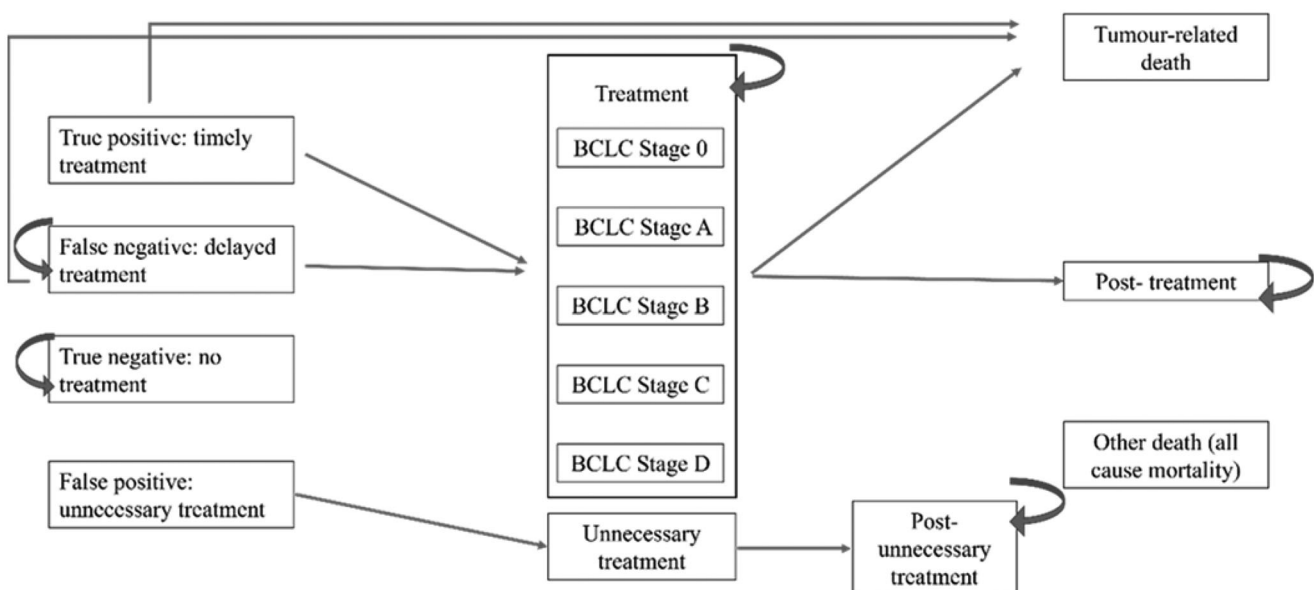 Tumour-related
death
Treatment
True positive: timely
treatment
BCLC Stage 0
False negative: delayed
treatment
BCLC Stage A
Post- treatment
BCLC Stage B
True negative: no
treatment
BCLC Stage C
Other death (all
cause mortality)
BCLC Stage D
False positive:
unnecessary treatment
Unnecessary
treatment
Post-
unnecessary
treatment